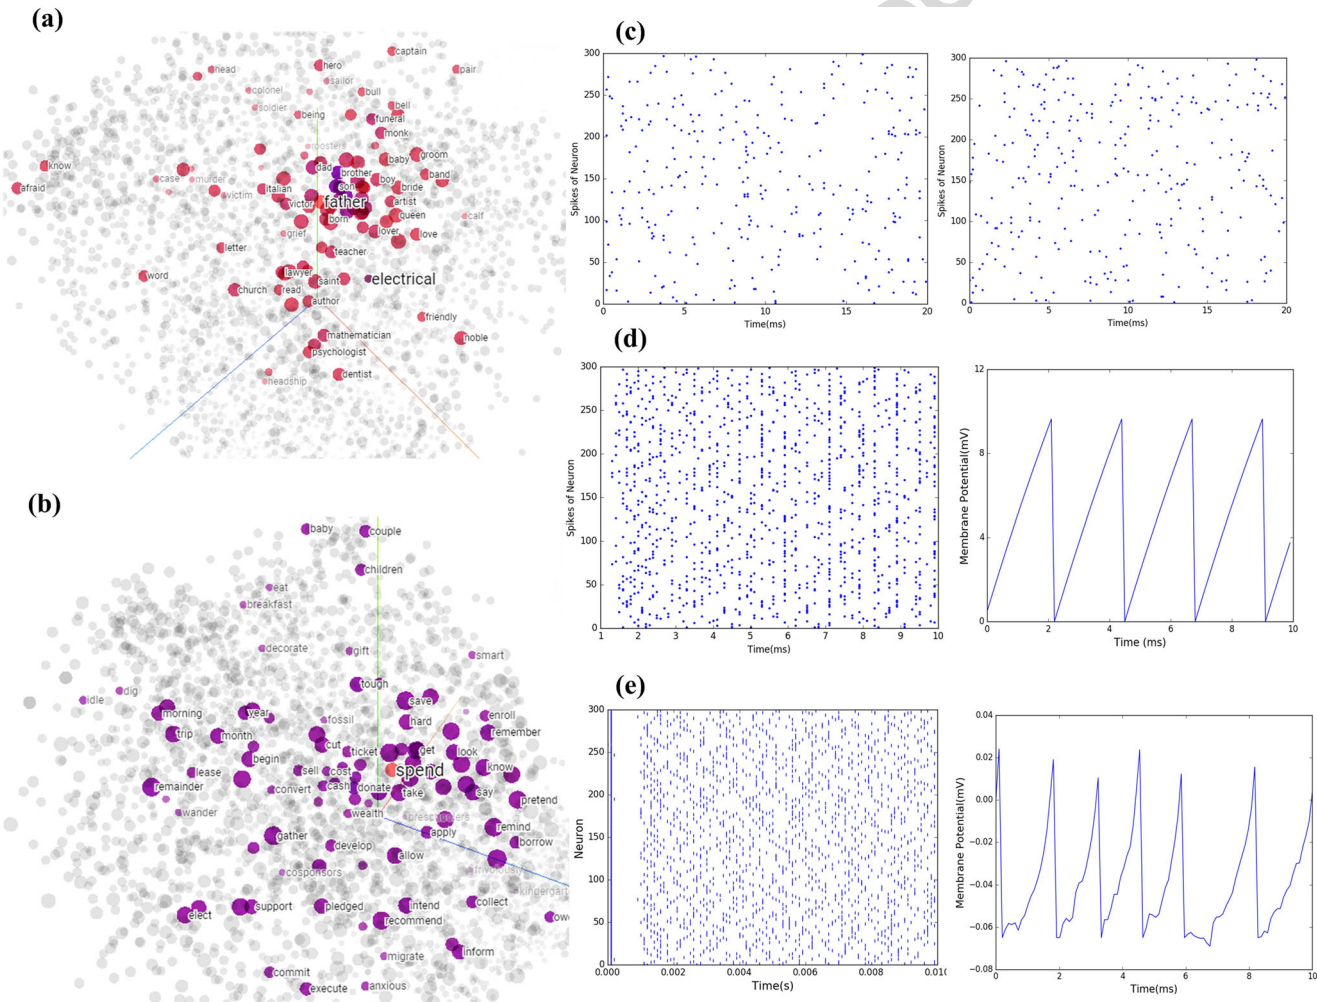 (a)
captain
head
hero
pair
sailor
colonel
bull
soldier
bell
being
funeral
monk
roosters
baby
groom
know
dad
brother
case
murder
boy
band
afraid
son
italian
bride
victim
father
victor
artist
born
queen
calf
grief
lover
love
letter
teacher
word
lawyer
saint
electrical
church
read
author
friendly
mathematician
noble
psychologist
headship
dentist
(b)
baby
couple
children
eat
breakfast
decorate
gift
smart
tough
dig
idle
save
morning
year
fossil
hard
enroll
trip
month
remember
cut
ticket
get
look
begin
lease
sell
cost
spend
know
remainder
convert
cash
donate
take
say
pretend
wander
wealth
preschoolers
apply
remind
gather
develop
borrow
allow
cosponsors
frivolously
kindergart
elect
support
pledged
intend
collect
recommend
owe
migrate
inform
commit
execute
anxious
(c)
300
250
200
150
100
50
0
Spikes of Neuron
0 5 10 15 20
Time(ms)
300
250
200
150
100
50
0
Spikes of Neuron
0 5 10 15 20
Time(ms)
(d)
300
250
200
150
100
50
0
Spikes of Neuron
1 2 3 4 5 6 7 8 9 10
Time(ms)
12
9
8
4
0
Membrane Potential(mV)
0 2 4 6 8 10
Time (ms)
(e)
300
250
200
150
100
50
0
Neuron
0.000 0.002 0.004 0.006 0.008 0.010
Time(s)
0.04
0.02
0.00
−0.02
−0.04
−0.06
−0.08
Membrane Potential(mV)
0 2 4 6 8 10
Time(ms)